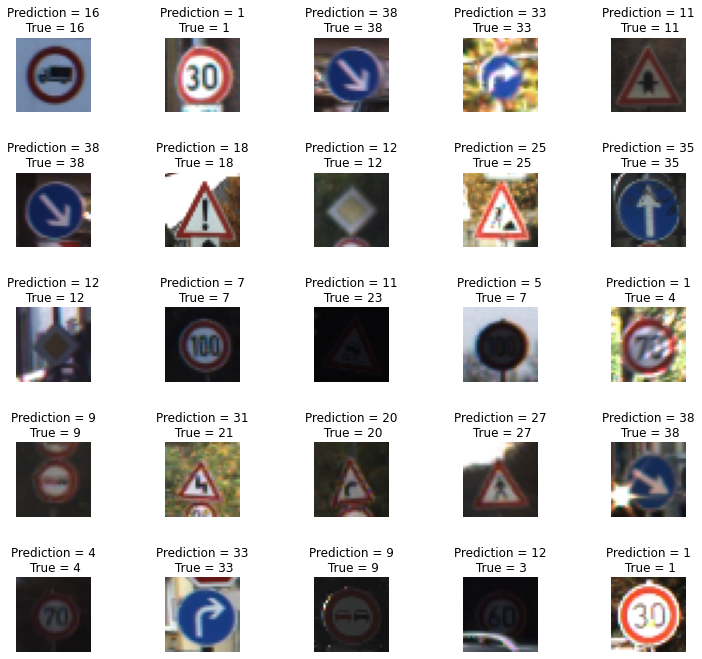 Prediction = 16
True = 16
Prediction = 1
True = 1
Prediction = 38
True = 38
Prediction = 33
True = 33
Prediction = 11
True = 11
30
Prediction = 38
True = 38
Prediction = 18
True = 18
Prediction = 12
True = 12
Prediction = 25
True = 25
Prediction = 35
True = 35
Prediction = 12
True = 12
Prediction = 7
True = 7
Prediction = 11
True = 23
Prediction = 5
True = 7
Prediction = 1
True = 4
100
100
70
Prediction = 9
True = 9
Prediction = 31
True = 21
Prediction = 20
True = 20
Prediction = 27
True = 27
Prediction = 38
True = 38
Prediction = 4
True = 4
Prediction = 33
True = 33
Prediction = 9
True = 9
Prediction = 12
True = 3
Prediction = 1
True = 1
70
60
30